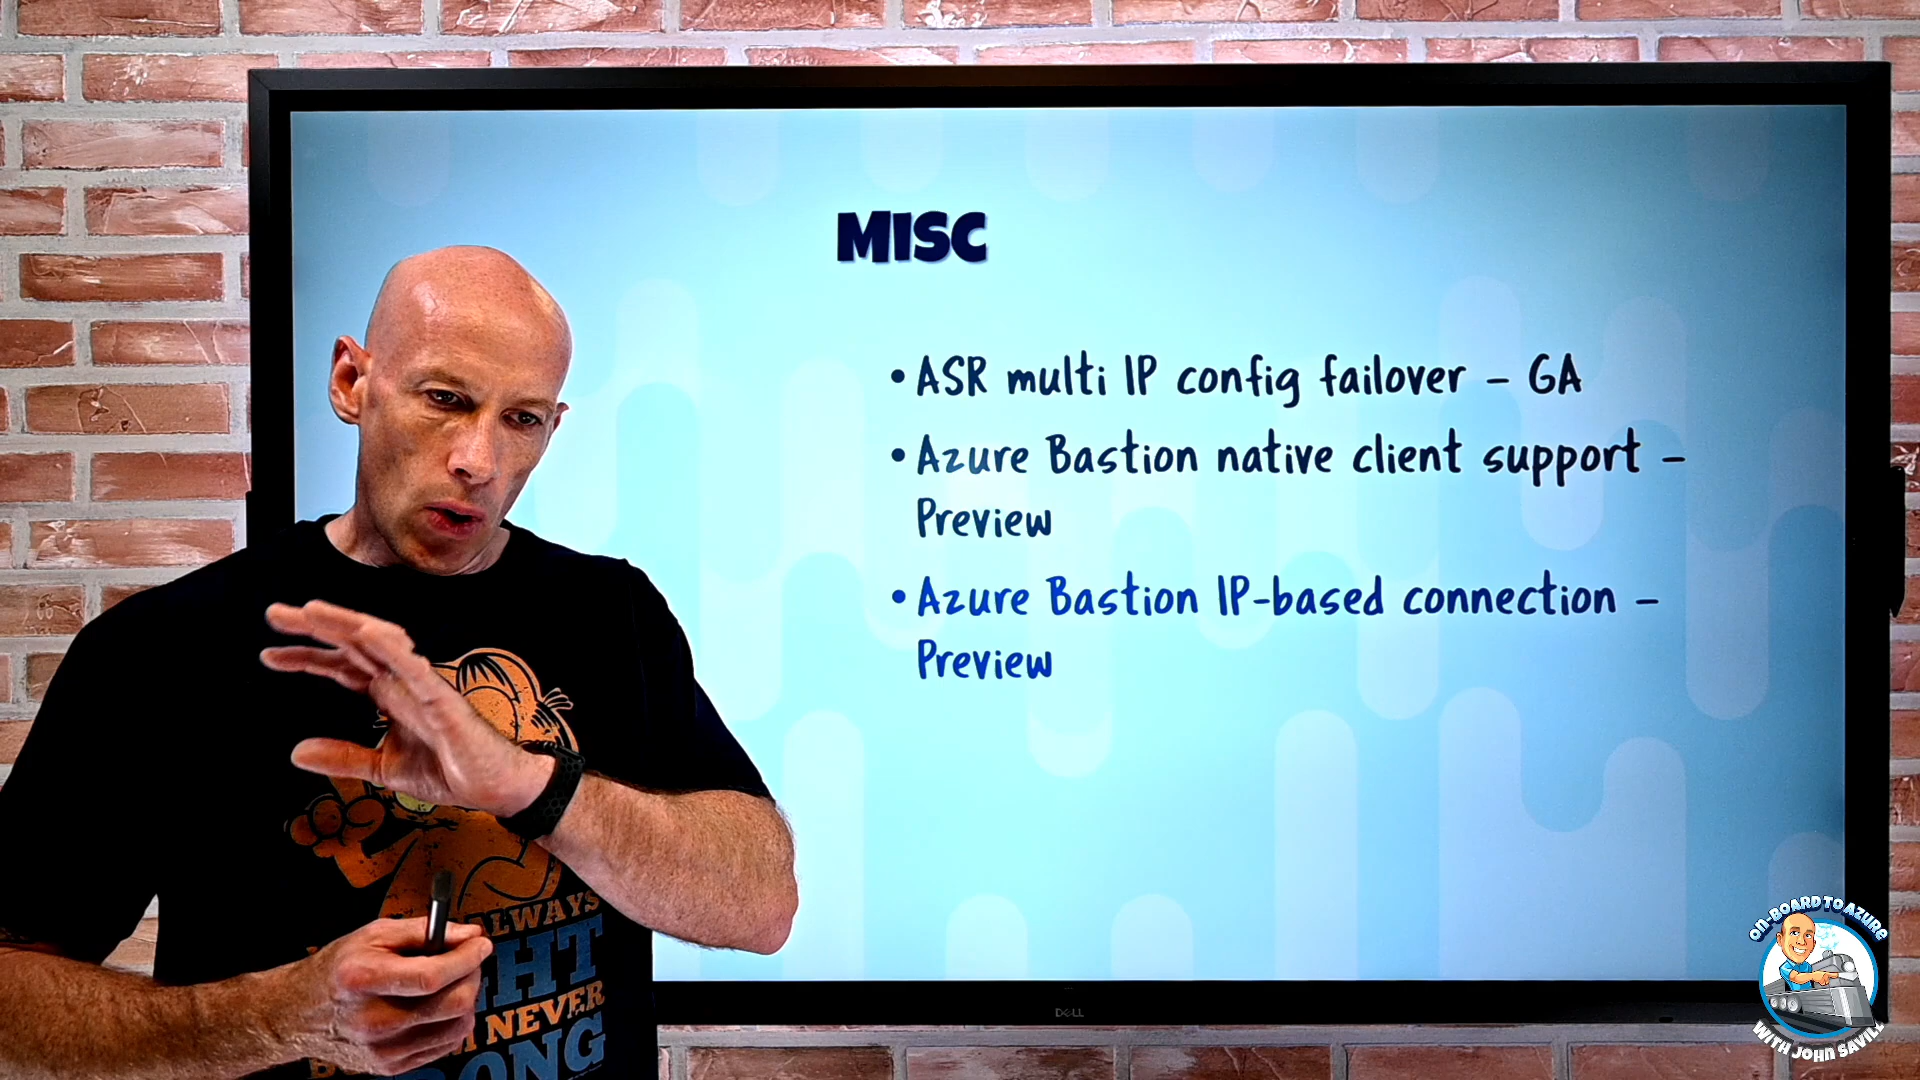 MISC
•ASR multi IP config failover – GA
•Azure Bastion native client support –
Preview
•Azure Bastion IP-based connection –
Preview
ALWAYS
NEVER
DELL
ON-BOARD TO AZURE
WITH JOHN SAVILL